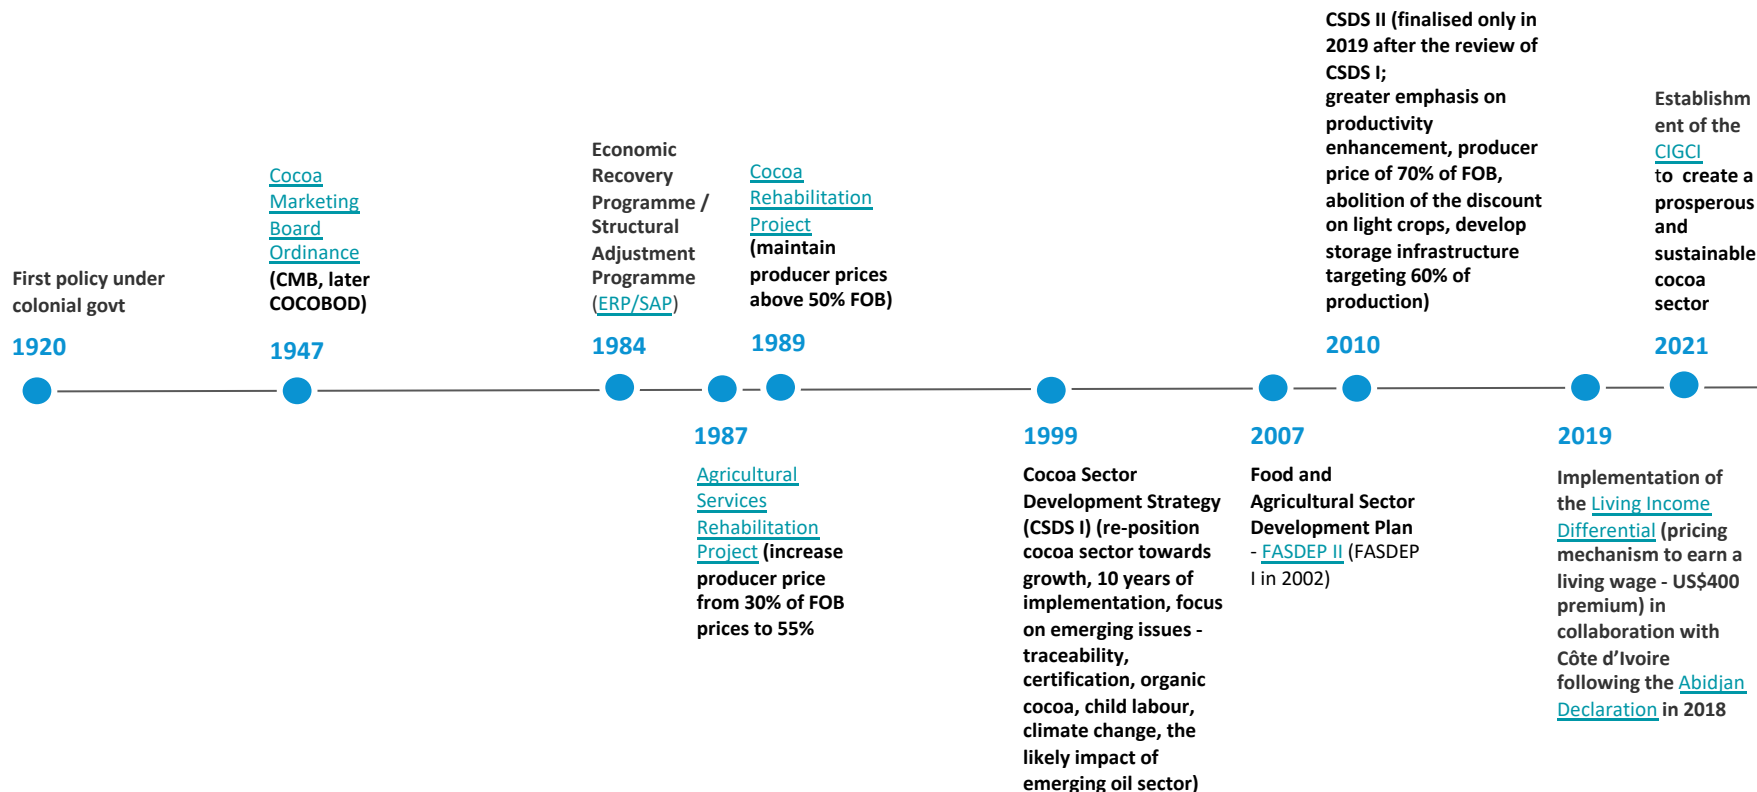 First policy under
colonial govt
1920
Cocoa
Marketing
Board
Ordinance
(CMB, later
COCOBOD)
1947
Economic
Recovery
Programme /
Structural
Adjustment
Programme
(ERP/SAP)
1984
1987
Agricultural
Services
Rehabilitation
Project (increase
producer price
from 30% of FOB
prices to 55%
Cocoa
Rehabilitation
Project
(maintain
producer prices
above 50% FOB)
1989
1999
Cocoa Sector
Development Strategy
(CSDS I) (re-position
cocoa sector towards
growth, 10 years of
implementation, focus
on emerging issues -
traceability,
certification, organic
cocoa, child labour,
climate change, the
likely impact of
emerging oil sector)
2007
Food and
Agricultural Sector
Development Plan
- FASDEP II (FASDEP
I in 2002)
CSDS II (finalised only in
2019 after the review of
CSDS I;
greater emphasis on
productivity
enhancement, producer
price of 70% of FOB,
abolition of the discount
on light crops, develop
storage infrastructure
targeting 60% of
production)
2010
2019
Implementation of
the Living Income
Differential (pricing
mechanism to earn a
living wage - US$400
premium) in
collaboration with
Côte d’Ivoire
following the Abidjan
Declaration in 2018
Establishm
ent of the
CIGCI
to create a
prosperous
and
sustainable
cocoa
sector
2021